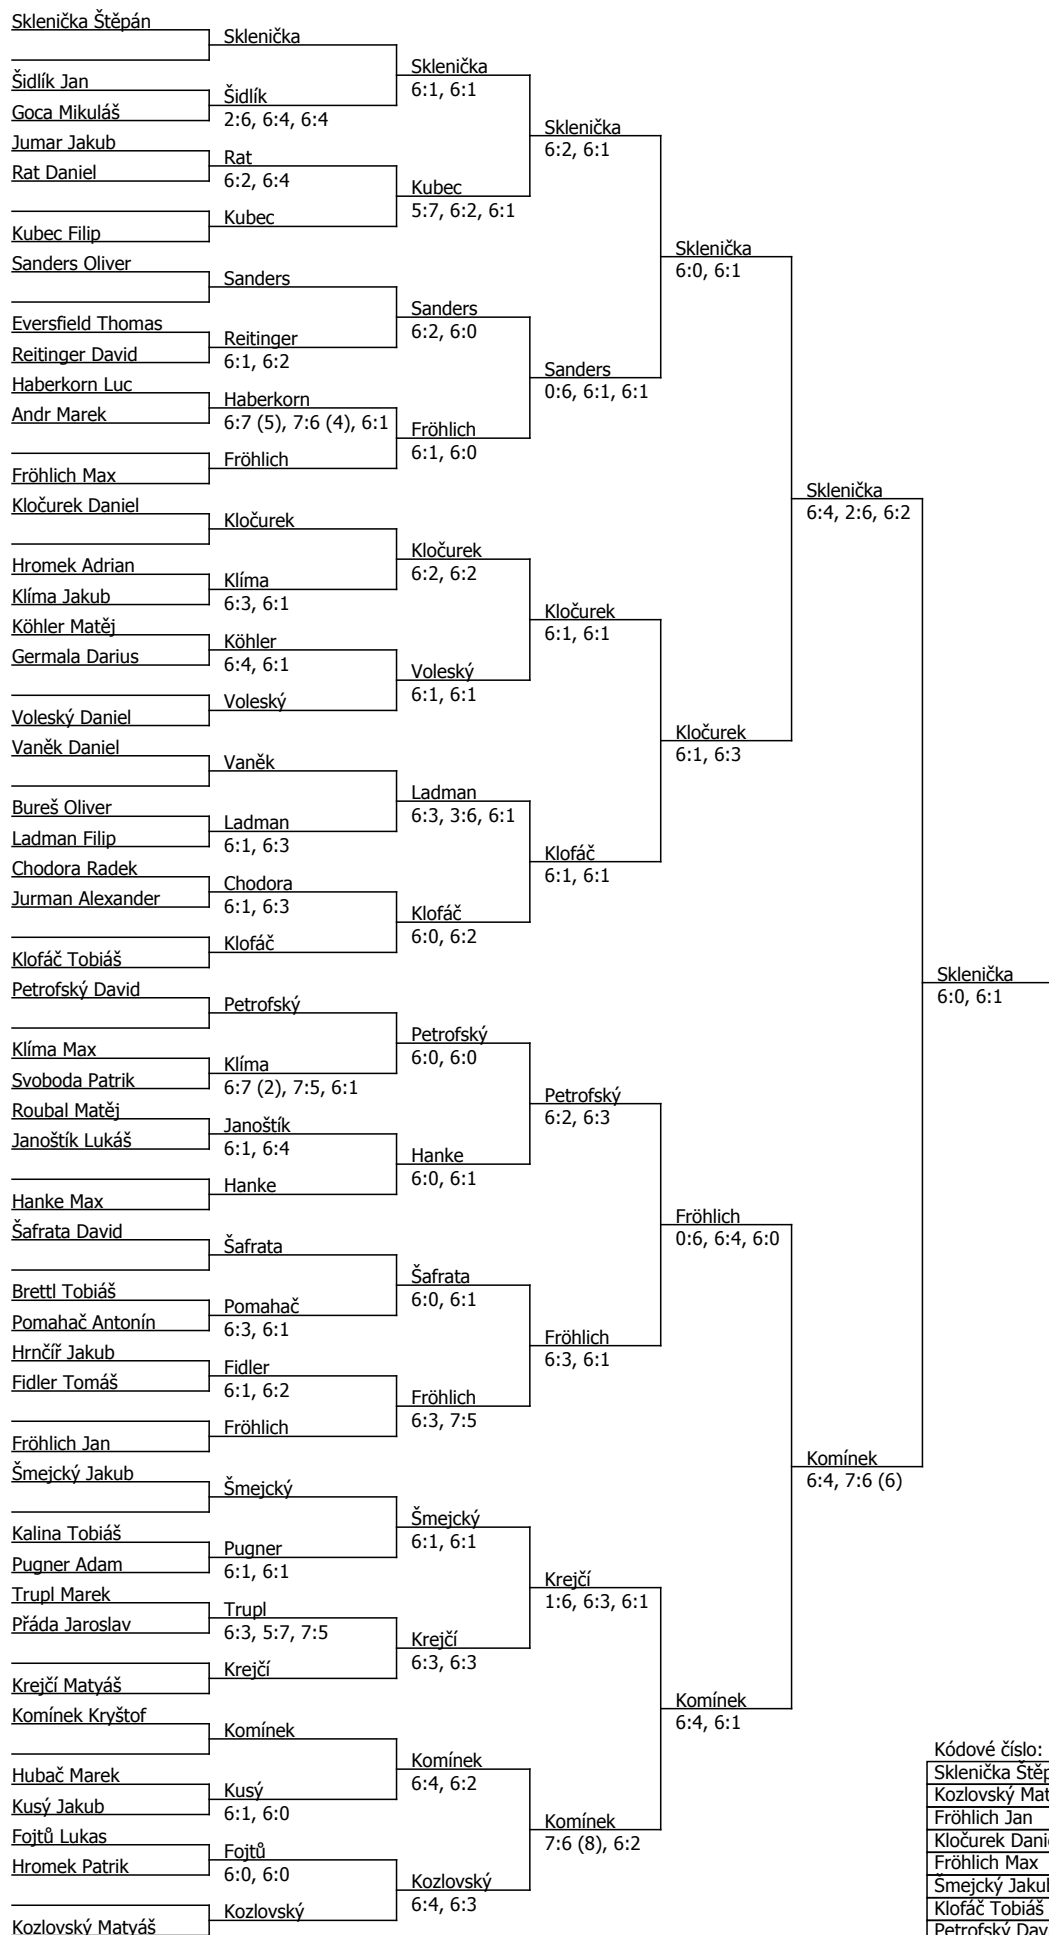 Sklenička Štěpán
Šidlík Jan
Goca Mikuláš
Jumar Jakub
Rat Daniel
Kubec Filip
Sanders Oliver
Eversfield Thomas
Reitinger David
Haberkorn Luc
Andr Marek
Fröhlich Max
Kločurek Daniel
Hromek Adrian
Klíma Jakub
Köhler Matěj
Germala Darius
Voleský Daniel
Vaněk Daniel
Bureš Oliver
Ladman Filip
Chodora Radek
Jurman Alexander
Klofáč Tobiáš
Petrofský David
Klíma Max
Svoboda Patrik
Roubal Matěj
Janoštík Lukáš
Hanke Max
Šafrata David
Brettl Tobiáš
Pomahač Antonín
Hrnčíř Jakub
Fidler Tomáš
Fröhlich Jan
Šmejcký Jakub
Kalina Tobiáš
Pugner Adam
Trupl Marek
Přáda Jaroslav
Krejčí Matyáš
Komínek Kryštof
Hubač Marek
Kusý Jakub
Fojtů Lukas
Hromek Patrik
Kozlovský Matyáš
Sklenička
Šidlík
2:6, 6:4, 6:4
Rat
6:2, 6:4
Kubec
Sanders
Reitinger
6:1, 6:2
Haberkorn
6:7 (5), 7:6 (4), 6:1
Fröhlich
Kločurek
Klíma
6:3, 6:1
Köhler
6:4, 6:1
Voleský
Vaněk
Ladman
6:1, 6:3
Chodora
6:1, 6:3
Klofáč
Petrofský
Klíma
6:7 (2), 7:5, 6:1
Janoštík
6:1, 6:4
Hanke
Šafrata
Pomahač
6:3, 6:1
Fidler
6:1, 6:2
Fröhlich
Šmejcký
Pugner
6:1, 6:1
Trupl
6:3, 5:7, 7:5
Krejčí
Komínek
Kusý
6:1, 6:0
Fojtů
6:0, 6:0
Kozlovský
Sklenička
6:1, 6:1
Kubec
5:7, 6:2, 6:1
Sanders
6:2, 6:0
Fröhlich
6:1, 6:0
Kločurek
6:2, 6:2
Voleský
6:1, 6:1
Ladman
6:3, 3:6, 6:1
Klofáč
6:0, 6:2
Petrofský
6:0, 6:0
Hanke
6:0, 6:1
Šafrata
6:0, 6:1
Fröhlich
6:3, 7:5
Šmejcký
6:1, 6:1
Krejčí
6:3, 6:3
Komínek
6:4, 6:2
Kozlovský
6:4, 6:3
Sklenička
6:2, 6:1
Sanders
0:6, 6:1, 6:1
Kločurek
6:1, 6:1
Klofáč
6:1, 6:1
Petrofský
6:2, 6:3
Fröhlich
6:3, 6:1
Krejčí
1:6, 6:3, 6:1
Komínek
7:6 (8), 6:2
Sklenička
6:0, 6:1
Kločurek
6:1, 6:3
Fröhlich
0:6, 6:4, 6:0
Komínek
6:4, 6:1
Sklenička
6:4, 2:6, 6:2
Komínek
6:4, 7:6 (6)
Sklenička
6:0, 6:1
Kódové číslo:
Sklenička Štěp
Kozlovský Mat
Fröhlich Jan
Kločurek Dani
Fröhlich Max
Šmejcký Jakul
Klofáč Tobiáš
Petrofský Dav